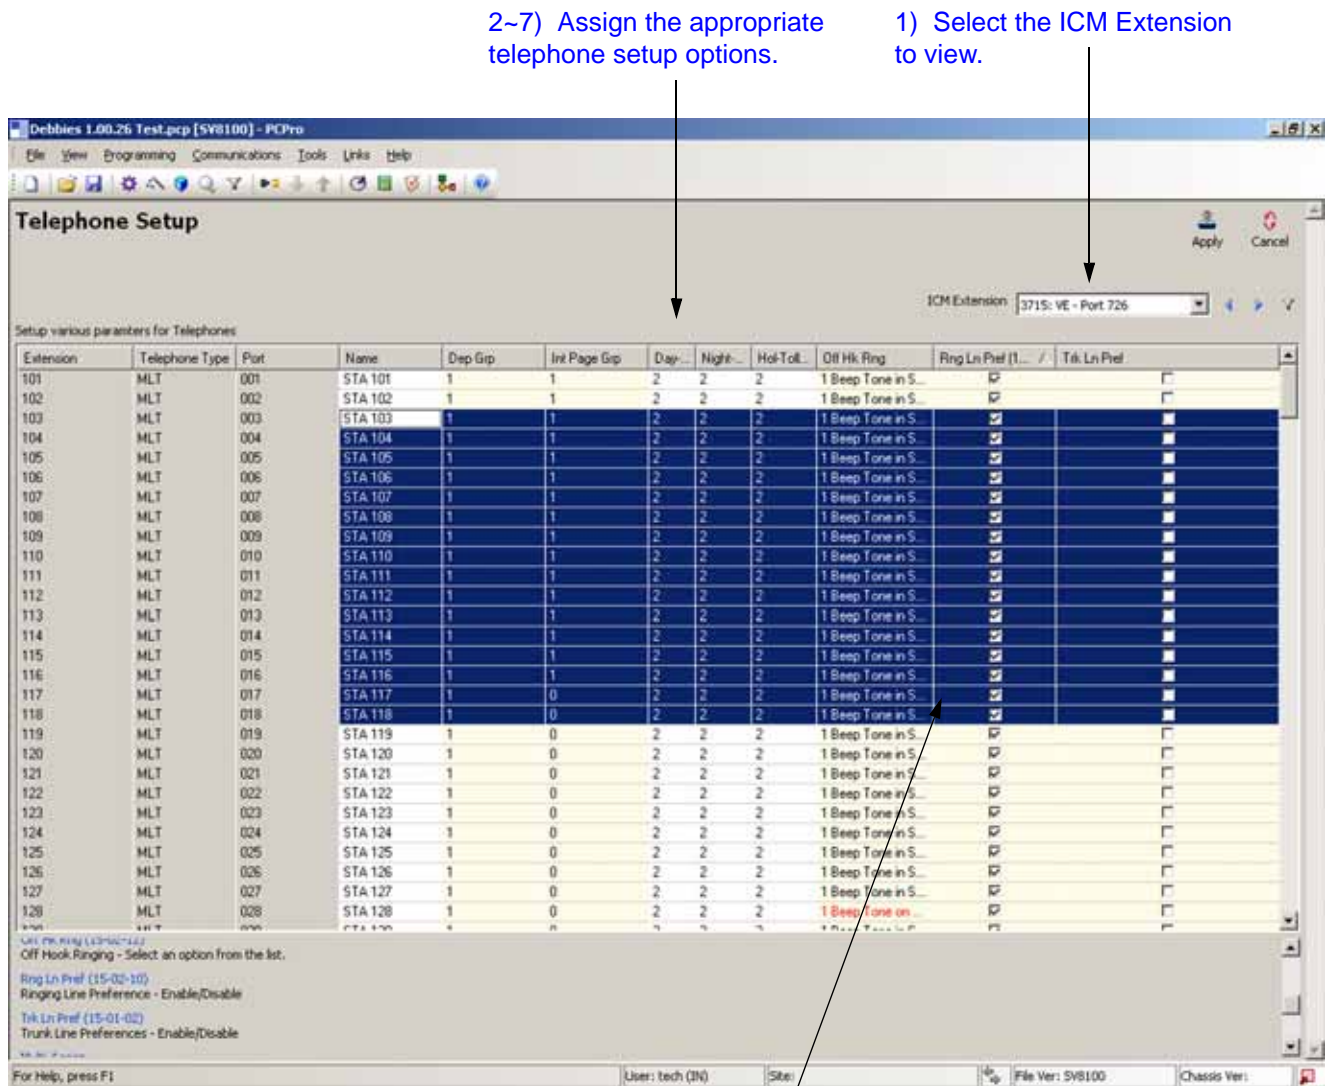 2~7) Assign the appropriate
telephone setup options.
1) Select the ICM Extension
to view.
Debbies 1.00.26 Test.pcp [SV8100] - PCPro
File View Programming Communications Tools Links Help
Telephone Setup
Apply Cancel
ICM Extension 3715: VE - Port 726
Setup various paramters for Telephones
Extension Telephone Type Port Name Dep Grp Int Page Grp Day-... Night-... Hol-Toll... Off Hk Rng Rng Ln Pref (1... Trk Ln Pref
101 MLT 001 STA 101 1 1 2 2 2 1 Beep Tone in S...
102 MLT 002 STA 102 1 1 2 2 2 1 Beep Tone in S...
103 MLT 003 STA 103 1 1 2 2 2 1 Beep Tone in S...
104 MLT 004 STA 104 1 1 2 2 2 1 Beep Tone in S...
105 MLT 005 STA 105 1 1 2 2 2 1 Beep Tone in S...
106 MLT 006 STA 106 1 1 2 2 2 1 Beep Tone in S...
107 MLT 007 STA 107 1 1 2 2 2 1 Beep Tone in S...
108 MLT 008 STA 108 1 1 2 2 2 1 Beep Tone in S...
109 MLT 009 STA 109 1 1 2 2 2 1 Beep Tone in S...
110 MLT 010 STA 110 1 1 2 2 2 1 Beep Tone in S...
111 MLT 011 STA 111 1 1 2 2 2 1 Beep Tone in S...
112 MLT 012 STA 112 1 1 2 2 2 1 Beep Tone in S...
113 MLT 013 STA 113 1 1 2 2 2 1 Beep Tone in S...
114 MLT 014 STA 114 1 1 2 2 2 1 Beep Tone in S...
115 MLT 015 STA 115 1 1 2 2 2 1 Beep Tone in S...
116 MLT 016 STA 116 1 1 2 2 2 1 Beep Tone in S...
117 MLT 017 STA 117 1 0 2 2 2 1 Beep Tone in S...
118 MLT 018 STA 118 1 0 2 2 2 1 Beep Tone in S...
119 MLT 019 STA 119 1 0 2 2 2 1 Beep Tone in S...
120 MLT 020 STA 120 1 0 2 2 2 1 Beep Tone in S...
121 MLT 021 STA 121 1 0 2 2 2 1 Beep Tone in S...
122 MLT 022 STA 122 1 0 2 2 2 1 Beep Tone in S...
123 MLT 023 STA 123 1 0 2 2 2 1 Beep Tone in S...
124 MLT 024 STA 124 1 0 2 2 2 1 Beep Tone in S...
125 MLT 025 STA 125 1 0 2 2 2 1 Beep Tone in S...
126 MLT 026 STA 126 1 0 2 2 2 1 Beep Tone in S...
127 MLT 027 STA 127 1 0 2 2 2 1 Beep Tone in S...
128 MLT 028 STA 128 1 0 2 2 2 1 Beep Tone on ...
Off Hk Rng (15-02-11)
Off Hook Ringing - Select an option from the list.
Rng Ln Pref (15-02-10)
Ringing Line Preference - Enable/Disable
Trk Ln Pref (15-01-02)
Trunk Line Preferences - Enable/Disable
For Help, press F1 User: tech (IN) Site: File Ver: SV8100 Chassis Ver: